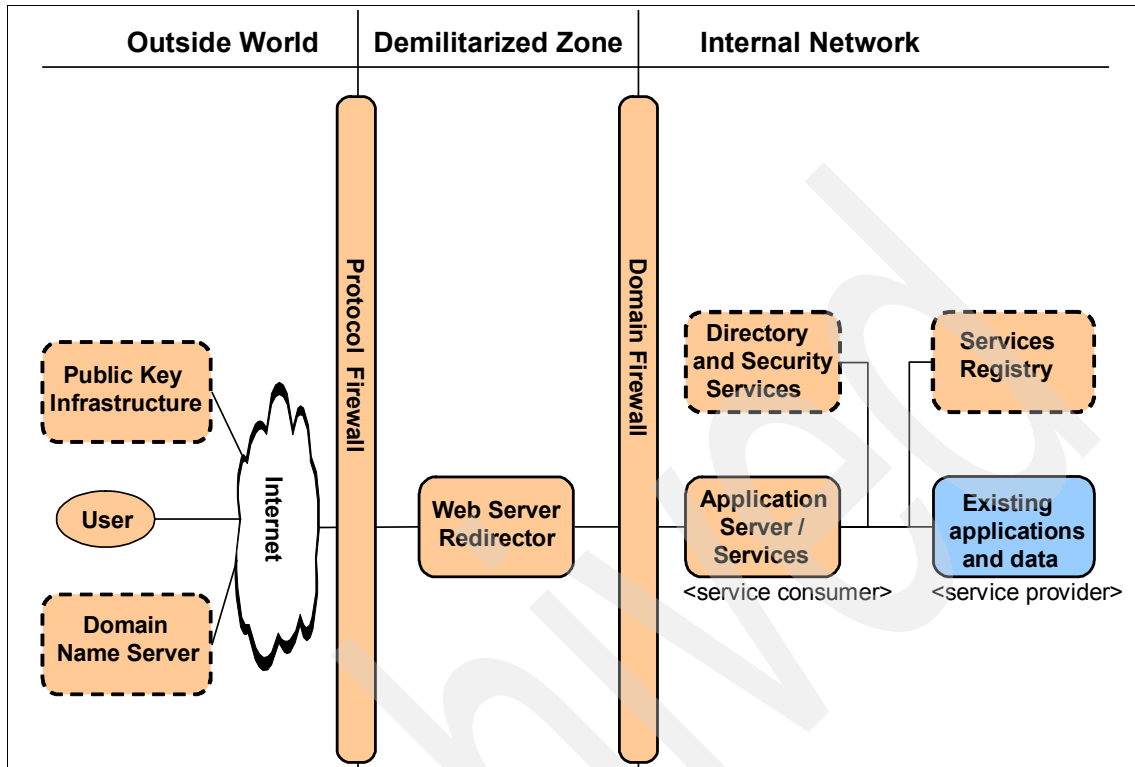 Outside World
Demilitarized Zone
Internal Network
Protocol Firewall
Domain Firewall
Public Key
Infrastructure
User
Domain
Name Server
Internet
Web Server
Redirector
Directory
and Security
Services
Services
Registry
Application
Server /
Services
<service consumer>
Existing
applications
and data
<service provider>